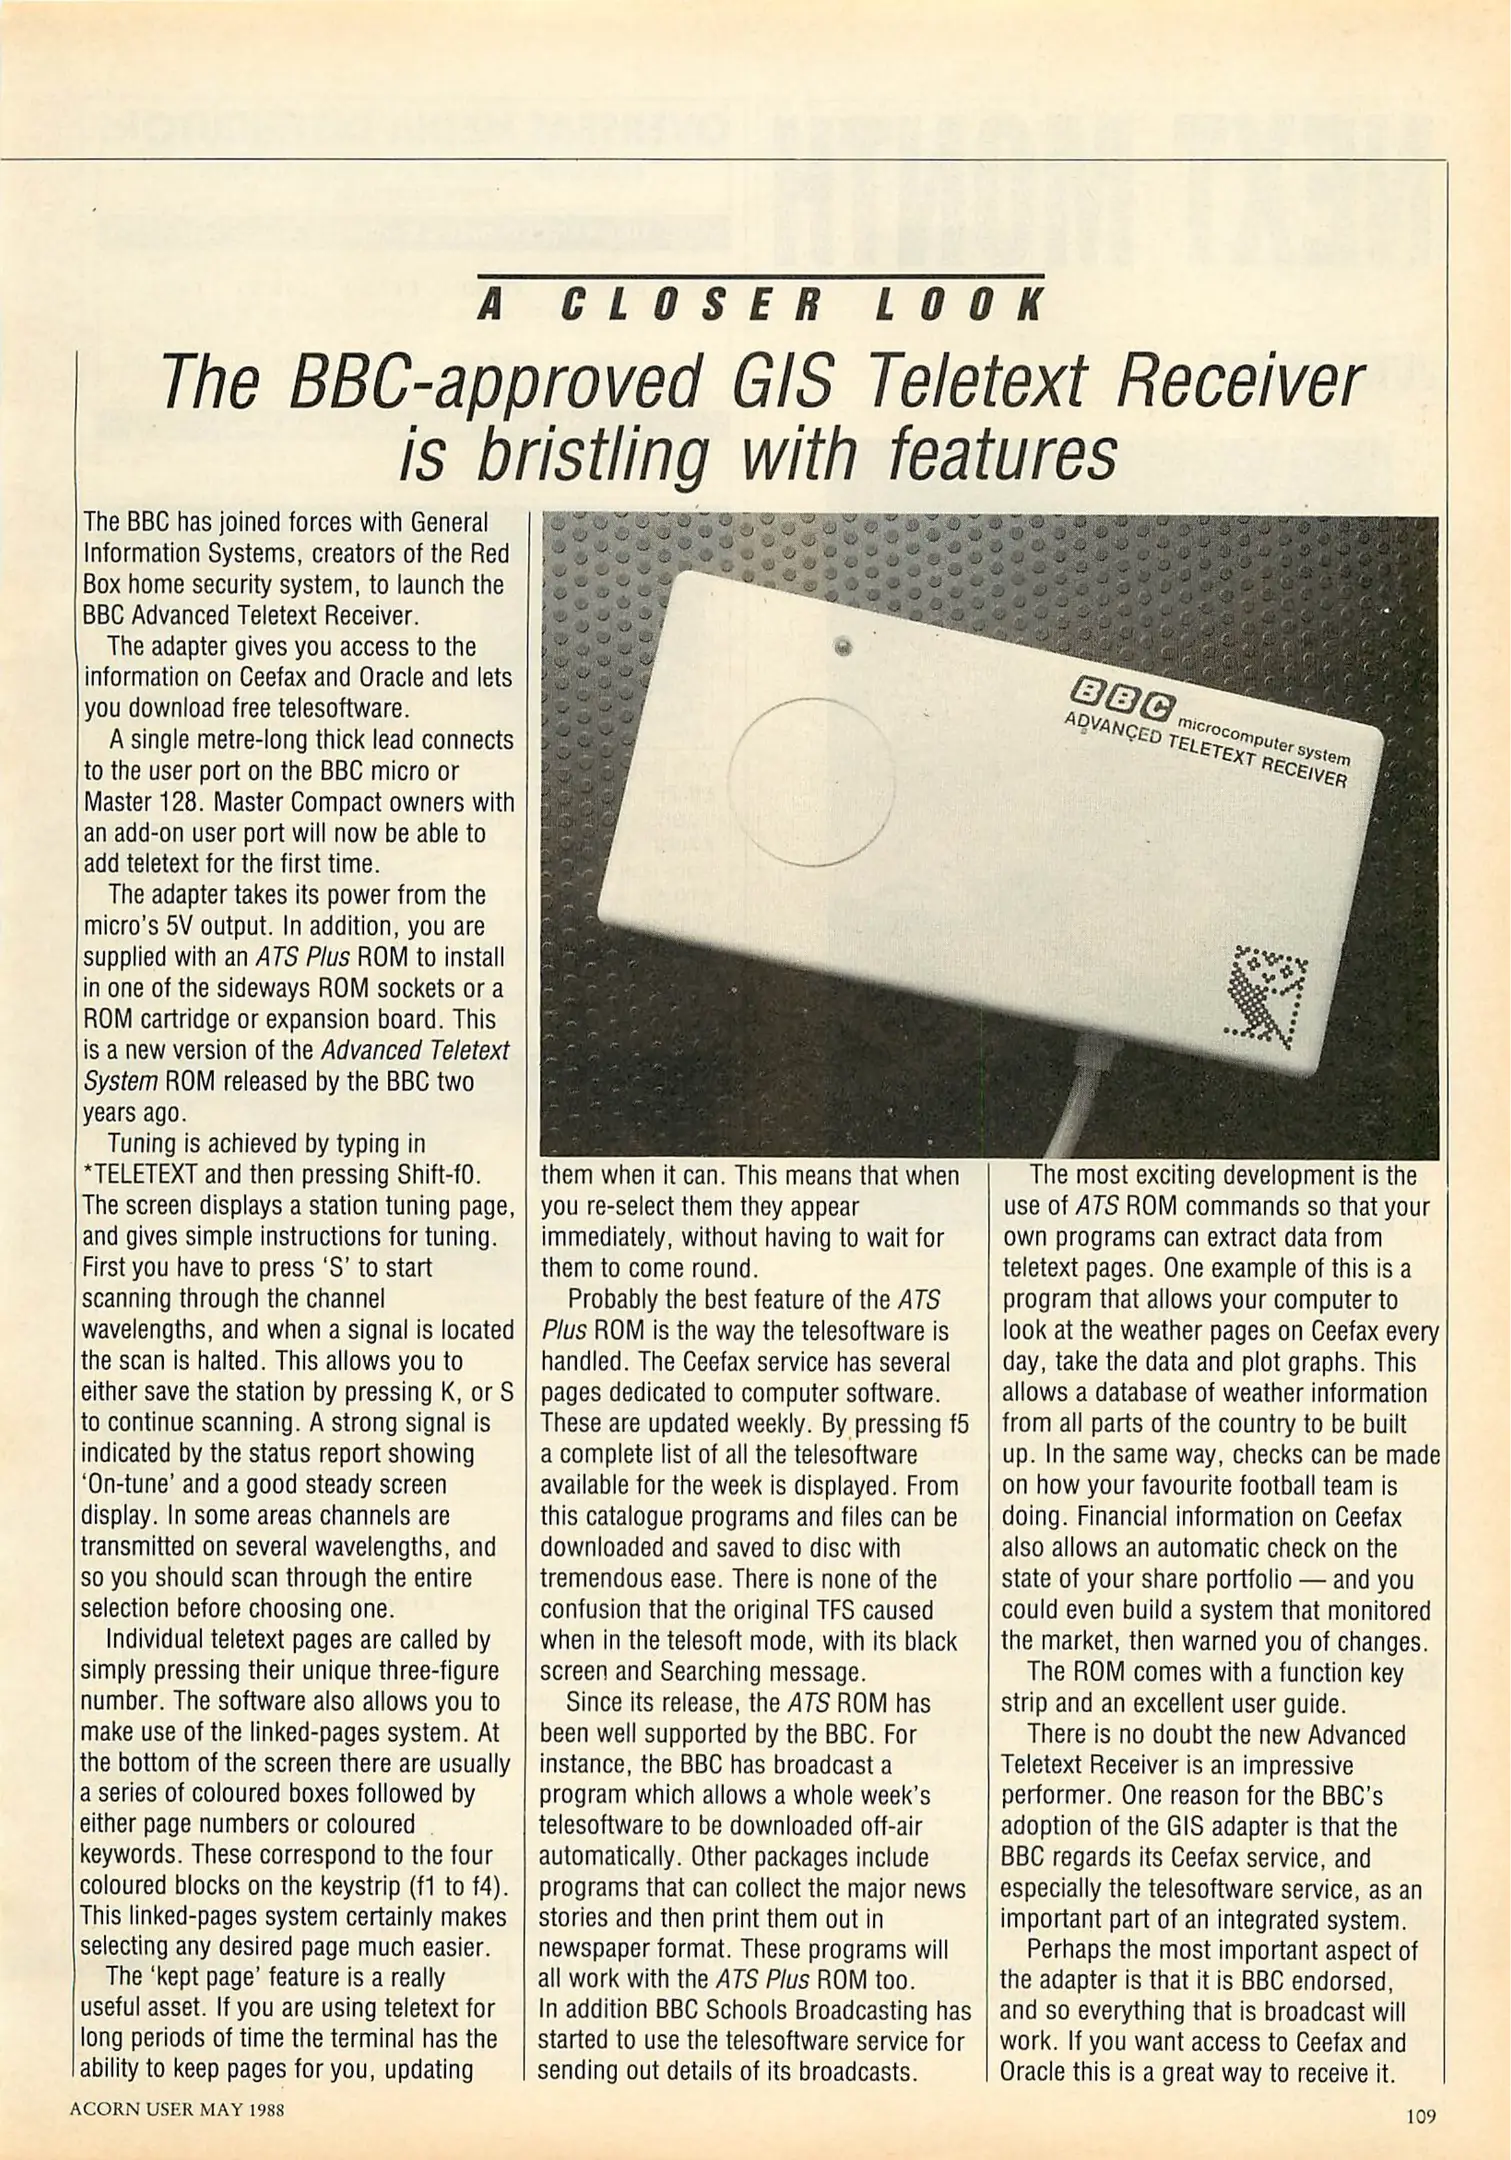 A CLOSER LOOK
The BBC-approved GIS Teletext Receiver
is bristling with features
The BBC has joined forces with General
Information Systems, creators of the Red
Box home security system, to launch the
BBC Advanced Teletext Receiver.
The adapter gives you access to the
information on Ceefax and Oracle and lets
you download free telesoftware.
A single metre-long thick lead connects
to the user port on the BBC micro or
Master 128. Master Compact owners with
an add-on user port will now be able to
add teletext for the first time.
The adapter takes its power from the
micro's 5V output. In addition, you are
supplied with an ATS Plus ROM to install
in one of the sideways ROM sockets or a
ROM cartridge or expansion board. This
is a new version of the Advanced Teletext
System ROM released by the BBC two
years ago.
Tuning is achieved by typing in
*TELETEXT and then pressing Shift-f0.
The screen displays a station tuning page,
and gives simple instructions for tuning.
First you have to press 'S' to start
scanning through the channel
wavelengths, and when a signal is located
the scan is halted. This allows you to
either save the station by pressing K, or S
to continue scanning. A strong signal is
indicated by the status report showing
'On-tune' and a good steady screen
display. In some areas channels are
transmitted on several wavelengths, and
so you should scan through the entire
selection before choosing one.
Individual teletext pages are called by
simply pressing their unique three-figure
number. The software also allows you to
make use of the linked-pages system. At
the bottom of the screen there are usually
a series of coloured boxes followed by
either page numbers or coloured
keywords. These correspond to the four
coloured blocks on the keystrip (f1 to f4).
This linked-pages system certainly makes
selecting any desired page much easier.
The 'kept page' feature is a really
useful asset. If you are using teletext for
long periods of time the terminal has the
ability to keep pages for you, updating
BBC microcomputer system
ADVANCED TELETEXT RECEIVER
them when it can. This means that when
you re-select them they appear
immediately, without having to wait for
them to come round.
Probably the best feature of the ATS
Plus ROM is the way the telesoftware is
handled. The Ceefax service has several
pages dedicated to computer software.
These are updated weekly. By pressing f5
a complete list of all the telesoftware
available for the week is displayed. From
this catalogue programs and files can be
downloaded and saved to disc with
tremendous ease. There is none of the
confusion that the original TFS caused
when in the telesoft mode, with its black
screen and Searching message.
Since its release, the ATS ROM has
been well supported by the BBC. For
instance, the BBC has broadcast a
program which allows a whole week's
telesoftware to be downloaded off-air
automatically. Other packages include
programs that can collect the major news
stories and then print them out in
newspaper format. These programs will
all work with the ATS Plus ROM too.
In addition BBC Schools Broadcasting has
started to use the telesoftware service for
sending out details of its broadcasts.
The most exciting development is the
use of ATS ROM commands so that your
own programs can extract data from
teletext pages. One example of this is a
program that allows your computer to
look at the weather pages on Ceefax every
day, take the data and plot graphs. This
allows a database of weather information
from all parts of the country to be built
up. In the same way, checks can be made
on how your favourite football team is
doing. Financial information on Ceefax
also allows an automatic check on the
state of your share portfolio — and you
could even build a system that monitored
the market, then warned you of changes.
The ROM comes with a function key
strip and an excellent user guide.
There is no doubt the new Advanced
Teletext Receiver is an impressive
performer. One reason for the BBC's
adoption of the GIS adapter is that the
BBC regards its Ceefax service, and
especially the telesoftware service, as an
important part of an integrated system.
Perhaps the most important aspect of
the adapter is that it is BBC endorsed,
and so everything that is broadcast will
work. If you want access to Ceefax and
Oracle this is a great way to receive it.
ACORN USER MAY 1988
109